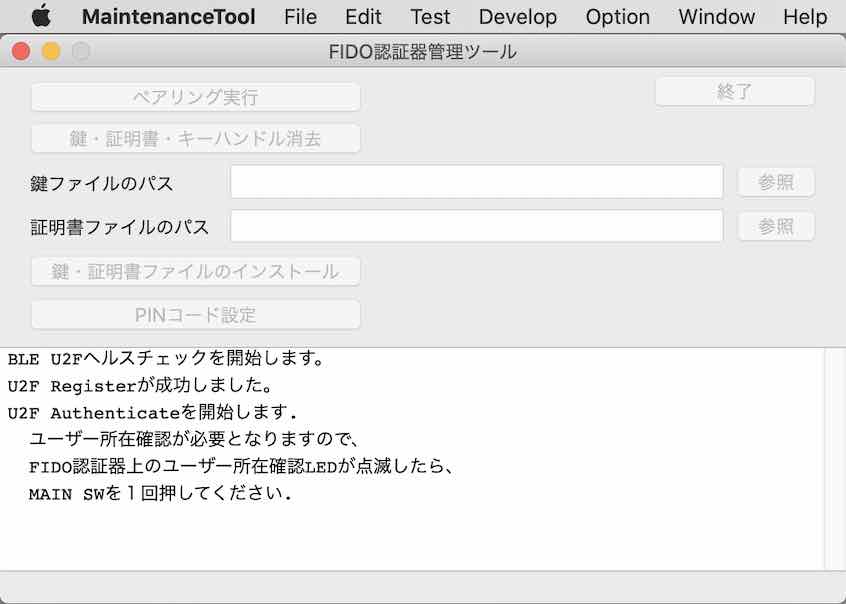 MaintenanceTool File Edit Test Develop Option Window Help
FIDO認証器管理ツール
ペアリング実行 終了
鍵・証明書・キーハンドル消去
鍵ファイルのパス 参照
証明書ファイルのパス 参照
鍵・証明書ファイルのインストール
PINコード設定
BLE U2Fヘルスチェックを開始します。
U2F Registerが成功しました。
U2F Authenticateを開始します.
ユーザー所在確認が必要となりますので、
FIDO認証器上のユーザー所在確認LEDが点滅したら、
MAIN SWを１回押してください.